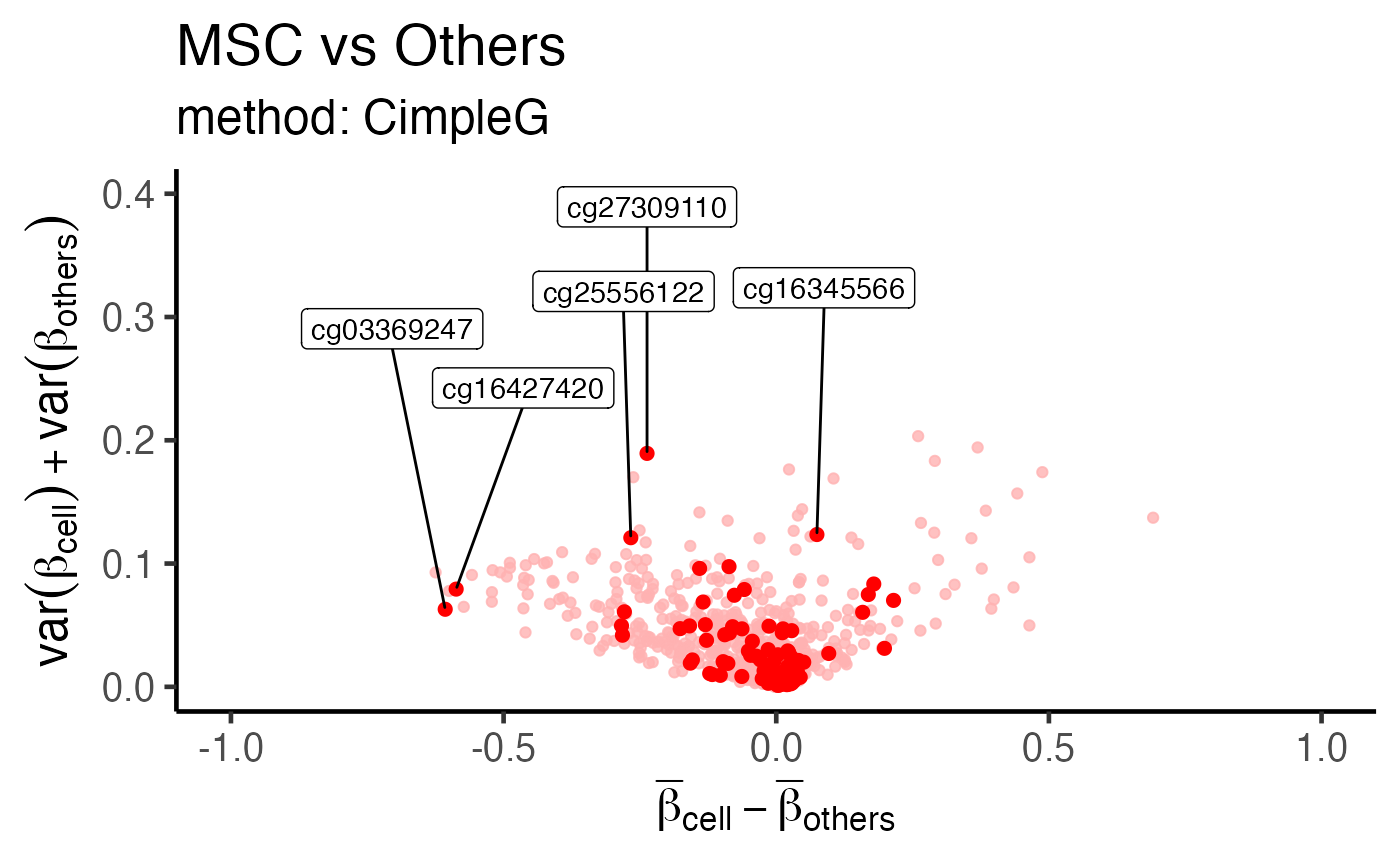 MSC vs Others
method: CimpleG
var(βcell) + var(βothers)
0.4
0.3
0.2
0.1
0.0
cg27309110
cg25556122
cg16345566
cg03369247
cg16427420
-1.0
-0.5
0.0
0.5
1.0
β̅cell − β̅others